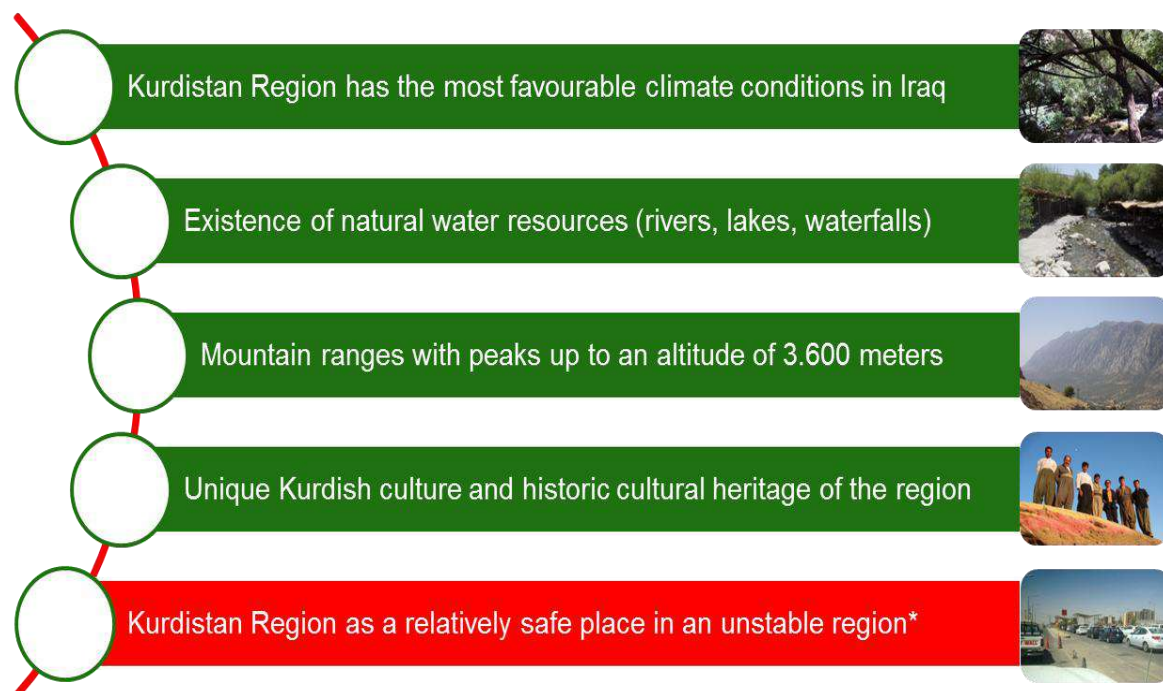 Kurdistan Region has the most favourable climate conditions in Iraq
Existence of natural water resources (rivers, lakes, waterfalls)
Mountain ranges with peaks up to an altitude of 3.600 meters
Unique Kurdish culture and historic cultural heritage of the region
Kurdistan Region as a relatively safe place in an unstable region*